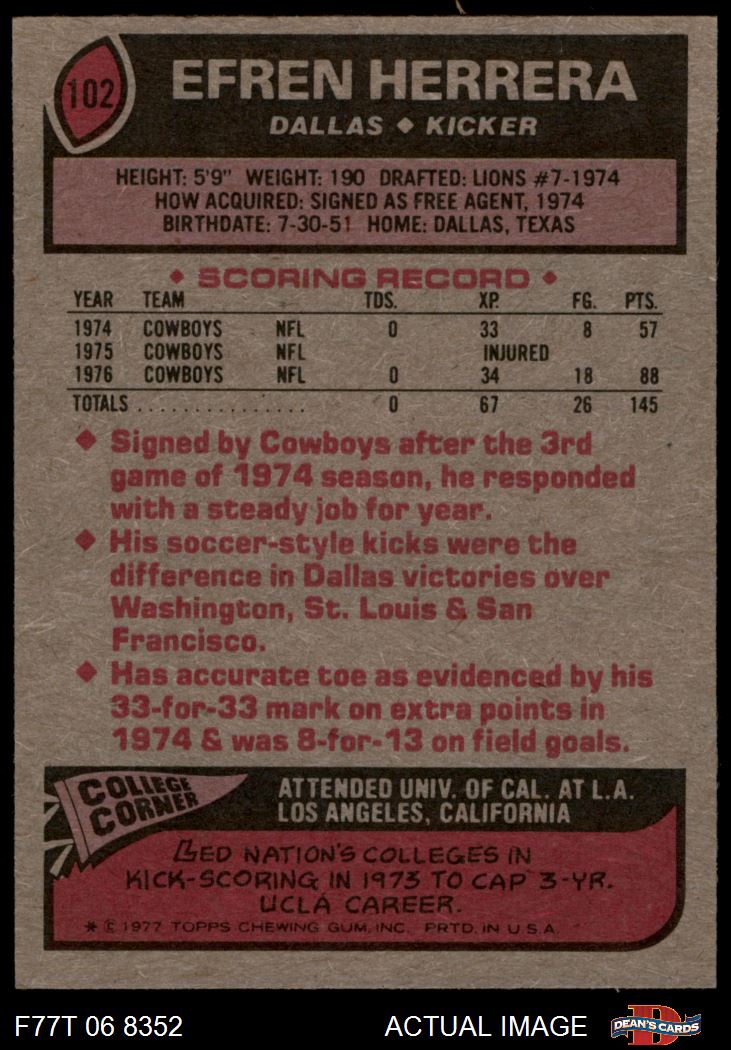 102
EFREN HERRERA
DALLAS ◆ KICKER
HEIGHT: 5'9" WEIGHT: 190 DRAFTED: LIONS #7-1974
HOW ACQUIRED: SIGNED AS FREE AGENT, 1974
BIRTHDATE: 7-30-51 HOME: DALLAS, TEXAS
◆ SCORING RECORD ◆
YEAR TEAM TDS. XP. FG. PTS.
1974 COWBOYS NFL 0 33 8 57
1975 COWBOYS NFL INJURED
1976 COWBOYS NFL 0 34 18 88
TOTALS . . . . . . . . . . . . . . . 0 67 26 145
◆ Signed by Cowboys after the 3rd
game of 1974 season, he responded
with a steady job for year.
◆ His soccer-style kicks were the
difference in Dallas victories over
Washington, St. Louis & San
Francisco.
◆ Has accurate toe as evidenced by his
33-for-33 mark on extra points in
1974 & was 8-for-13 on field goals.
COLLEGE
CORNER
ATTENDED UNIV. OF CAL. AT L.A.
LOS ANGELES, CALIFORNIA
LED NATION'S COLLEGES IN
KICK-SCORING IN 1973 TO CAP 3-YR.
UCLA CAREER.
* © 1977 TOPPS CHEWING GUM, INC. PRTD. IN U.S.A.
F77T 06 8352 ACTUAL IMAGE
D
DEAN'S CARDS